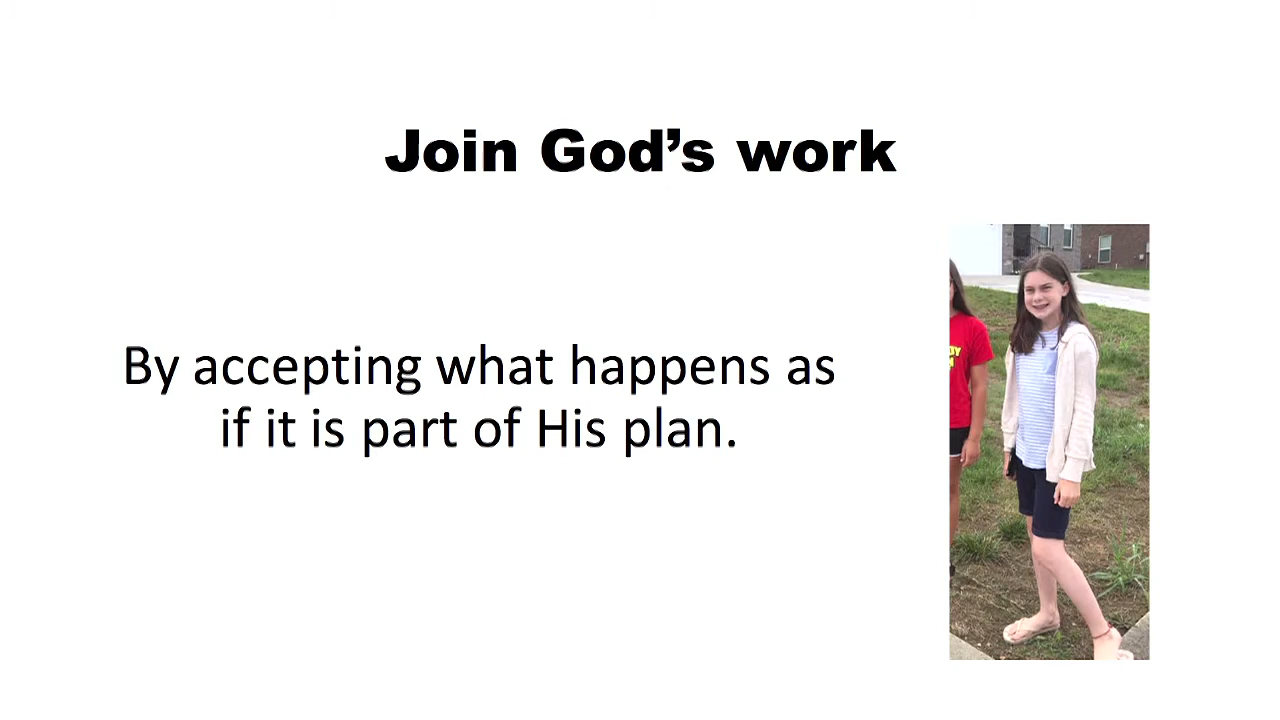 Join God’s work
By accepting what happens as
if it is part of His plan.